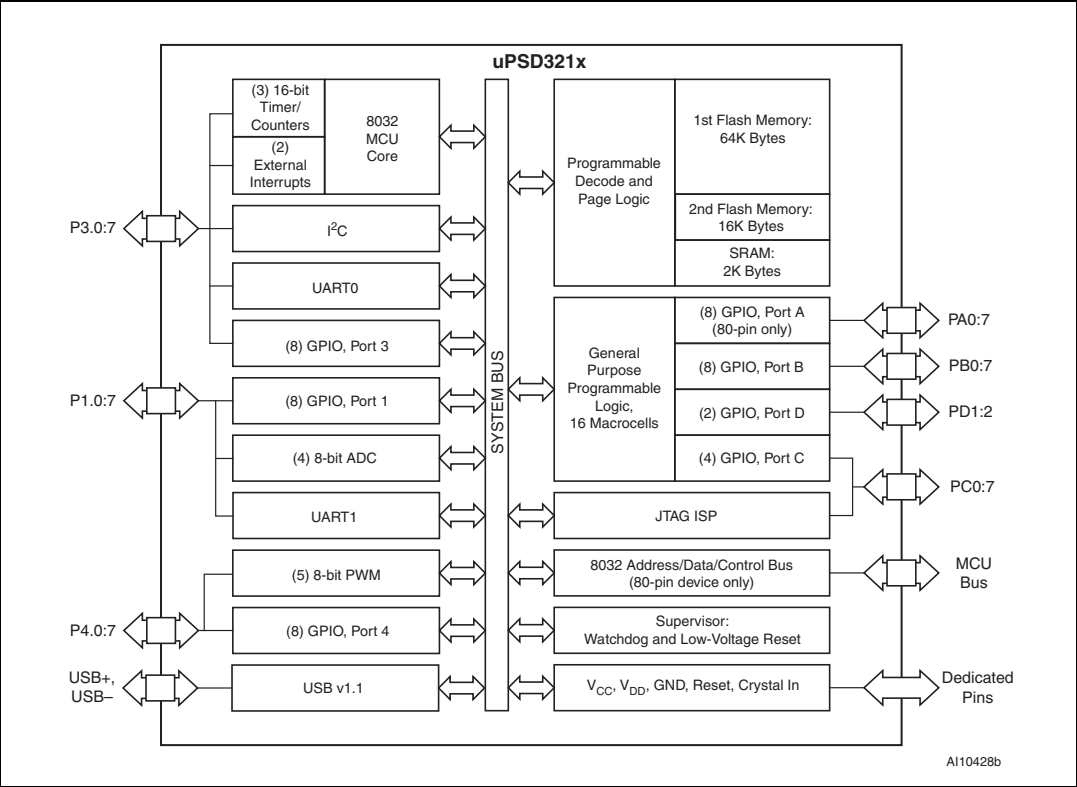 uPSD321x
(3) 16-bit
Timer/
Counters
(2)
External
Interrupts
8032
MCU
Core
P3.0:7
I2C
UART0
(8) GPIO, Port 3
P1.0:7
(8) GPIO, Port 1
(4) 8-bit ADC
UART1
(5) 8-bit PWM
P4.0:7
(8) GPIO, Port 4
USB+,
USB–
USB v1.1
SYSTEM BUS
Programmable
Decode and
Page Logic
1st Flash Memory:
64K Bytes
2nd Flash Memory:
16K Bytes
SRAM:
2K Bytes
General
Purpose
Programmable
Logic,
16 Macrocells
(8) GPIO, Port A
(80-pin only)
PA0:7
(8) GPIO, Port B
PB0:7
(2) GPIO, Port D
PD1:2
(4) GPIO, Port C
PC0:7
JTAG ISP
8032 Address/Data/Control Bus
(80-pin device only)
MCU
Bus
Supervisor:
Watchdog and Low-Voltage Reset
VCC, VDD, GND, Reset, Crystal In
Dedicated
Pins
AI10428b